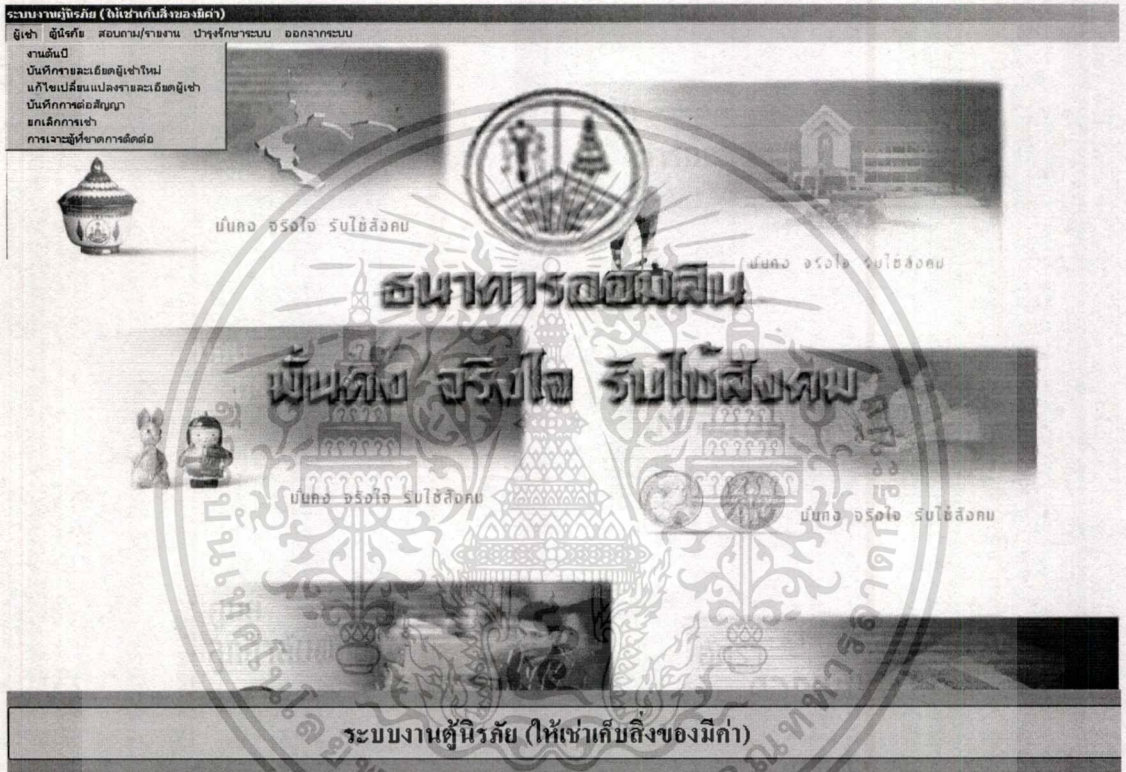 ระบบงานตู้นิรภัย (ให้เช่าเก็บสิ่งของมีค่า)
ผู้เช่า ตู้นิรภัย สอบถาม/รายงาน บำรุงรักษาระบบ ออกจากระบบ
งานต้นปี
บันทึกรายละเอียดผู้เช่าใหม่
แก้ไขเปลี่ยนแปลงรายละเอียดผู้เช่า
บันทึกการต่อสัญญา
ยกเลิกการเช่า
การเจาะตู้ที่ขาดการติดต่อ
มั่นคง จริงใจ รับใช้สังคม
มั่นคง จริงใจ รับใช้สังคม
ธนาคารออมสิน
มั่นคง จริงใจ รับใช้สังคม
มั่นคง จริงใจ รับใช้สังคม
มั่นคง จริงใจ รับใช้สังคม
ระบบงานตู้นิรภัย (ให้เช่าเก็บสิ่งของมีค่า)